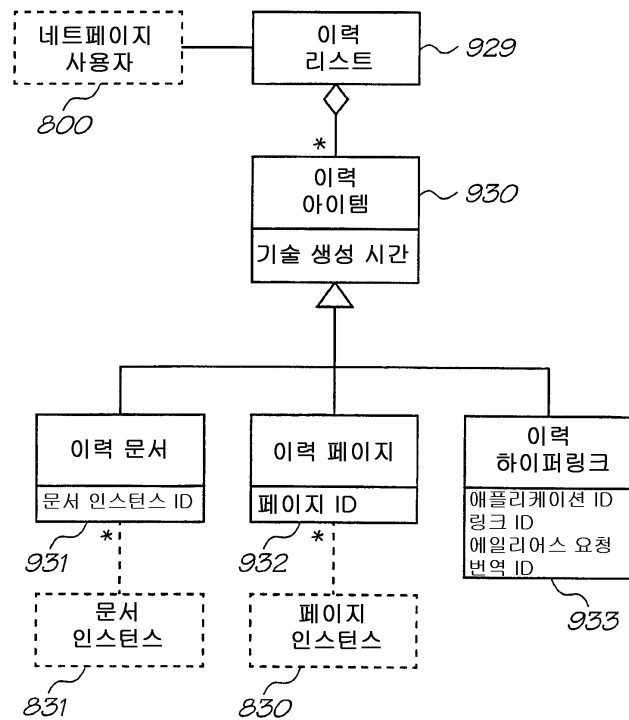 네트페이지
사용자
800
이력
리스트
929
*
이력
아이템
930
기술 생성 시간
이력 문서
문서 인스턴스 ID
931
*
이력 페이지
페이지 ID
932
*
이력
하이퍼링크
애플리케이션 ID
링크 ID
에일리어스 요청
번역 ID
933
문서
인스턴스
831
페이지
인스턴스
830